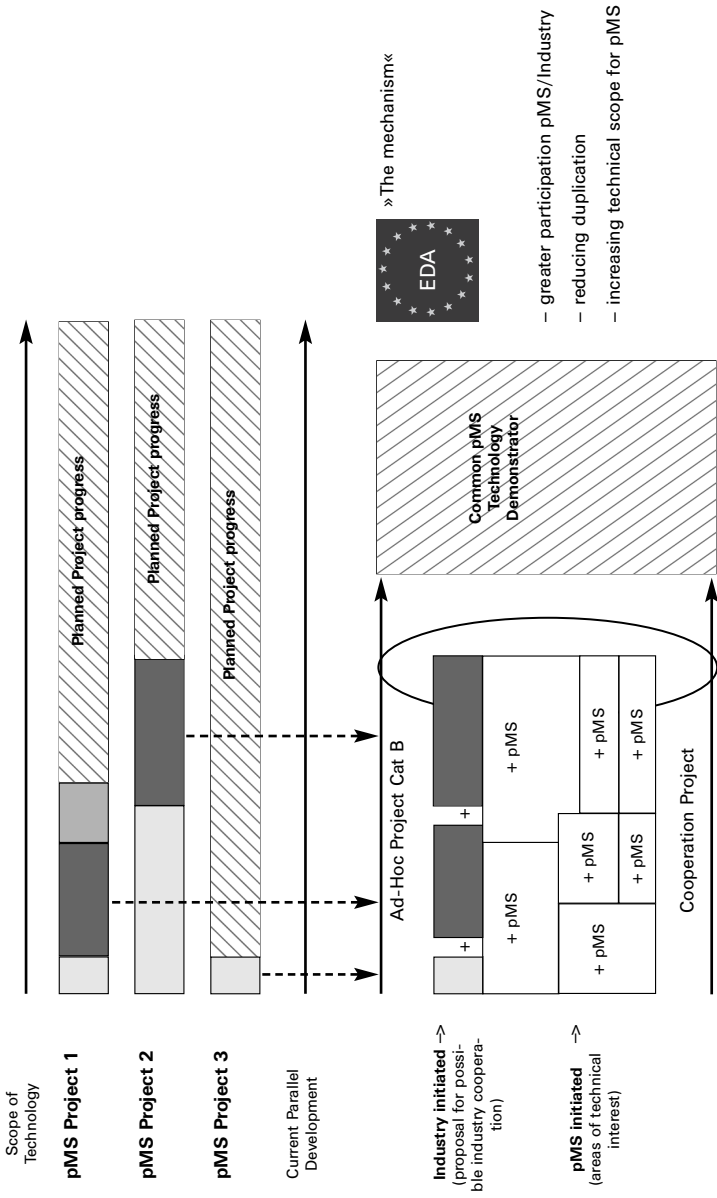 Scope of
Technology
pMS Project 1
Planned Project progress
pMS Project 2
Planned Project progress
pMS Project 3
Planned Project progress
Current Parallel
Development
Ad-Hoc Project Cat B
Industry initiated –>
(proposal for possi-
ble industry coopera-
tion)
+
+
+ pMS
+ pMS
pMS initiated –>
(areas of technical
interest)
+ pMS
+ pMS
+ pMS
+ pMS
+ pMS
Cooperation Project
Common pMS
Technology
Demonstrator
EDA
»The mechanism«
– greater participation pMS/Industry
– reducing duplication
– increasing technical scope for pMS